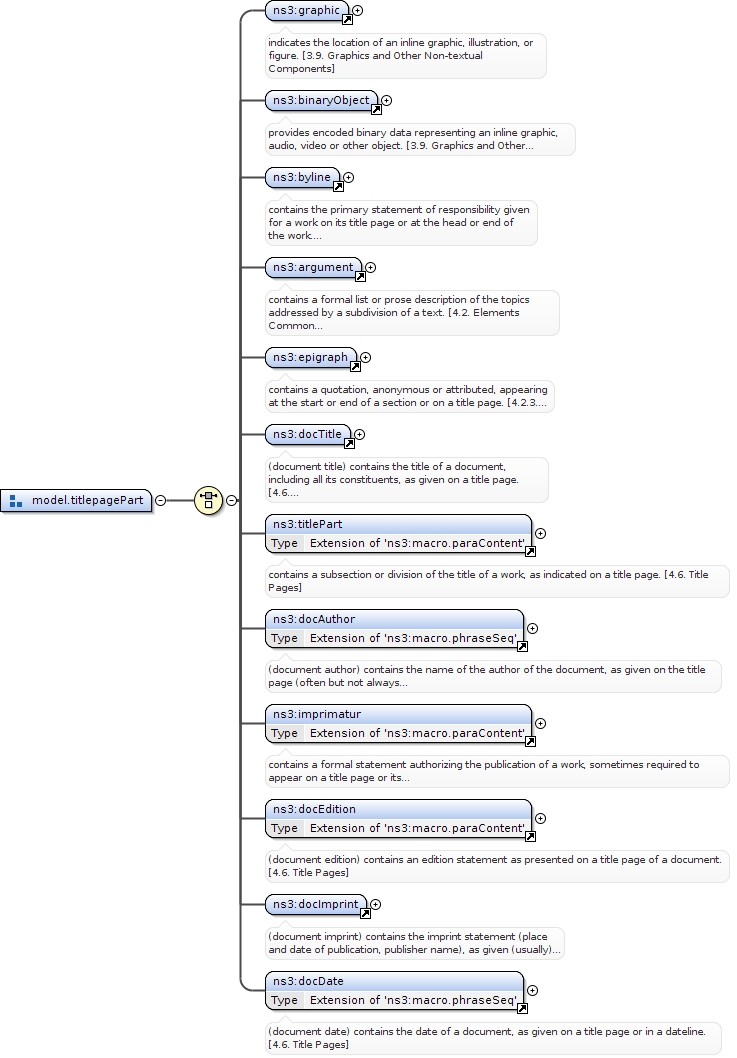 ns3:graphic
indicates the location of an inline graphic, illustration, or
figure. [3.9. Graphics and Other Non-textual
Components]
ns3:binaryObject
provides encoded binary data representing an inline graphic,
audio, video or other object. [3.9. Graphics and Other...
ns3:byline
contains the primary statement of responsibility given
for a work on its title page or at the head or end of
the work....
ns3:argument
contains a formal list or prose description of the topics
addressed by a subdivision of a text. [4.2. Elements
Common...
ns3:epigraph
contains a quotation, anonymous or attributed, appearing
at the start or end of a section or on a title page. [4.2.3....
ns3:docTitle
(document title) contains the title of a document,
including all its constituents, as given on a title page.
[4.6....
model.titlepagePart
ns3:titlePart
Type Extension of 'ns3:macro.paraContent'
contains a subsection or division of the title of a work, as indicated on a title page. [4.6. Title
Pages]
ns3:docAuthor
Type Extension of 'ns3:macro.phraseSeq'
(document author) contains the name of the author of the document, as given on the title
page (often but not always...
ns3:imprimatur
Type Extension of 'ns3:macro.paraContent'
contains a formal statement authorizing the publication of a work, sometimes required to
appear on a title page or its...
ns3:docEdition
Type Extension of 'ns3:macro.paraContent'
(document edition) contains an edition statement as presented on a title page of a document.
[4.6. Title Pages]
ns3:docImprint
(document imprint) contains the imprint statement (place
and date of publication, publisher name), as given (usually)...
ns3:docDate
Type Extension of 'ns3:macro.phraseSeq'
(document date) contains the date of a document, as given on a title page or in a dateline.
[4.6. Title Pages]